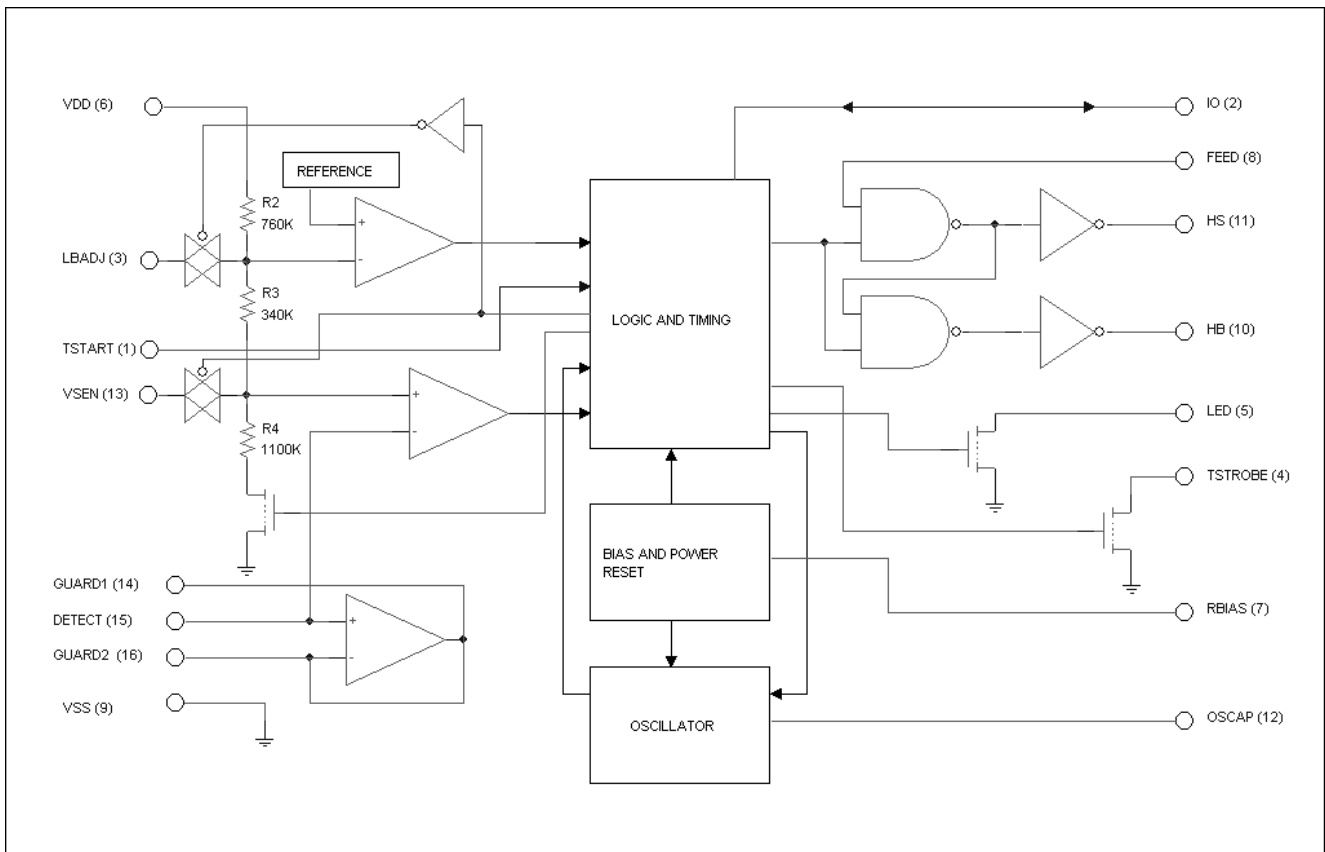 VDD (6)
IO (2)
FEED (8)
REFERENCE
R2
760K
+
-
HS (11)
LBADJ (3)
R3
340K
LOGIC AND TIMING
TSTART (1)
HB (10)
VSEN (13)
+
-
R4
1100K
LED (5)
TSTROBE (4)
BIAS AND POWER
RESET
GUARD1 (14)
DETECT (15)
+
-
GUARD2 (16)
RBIAS (7)
VSS (9)
OSCILLATOR
OSCAP (12)